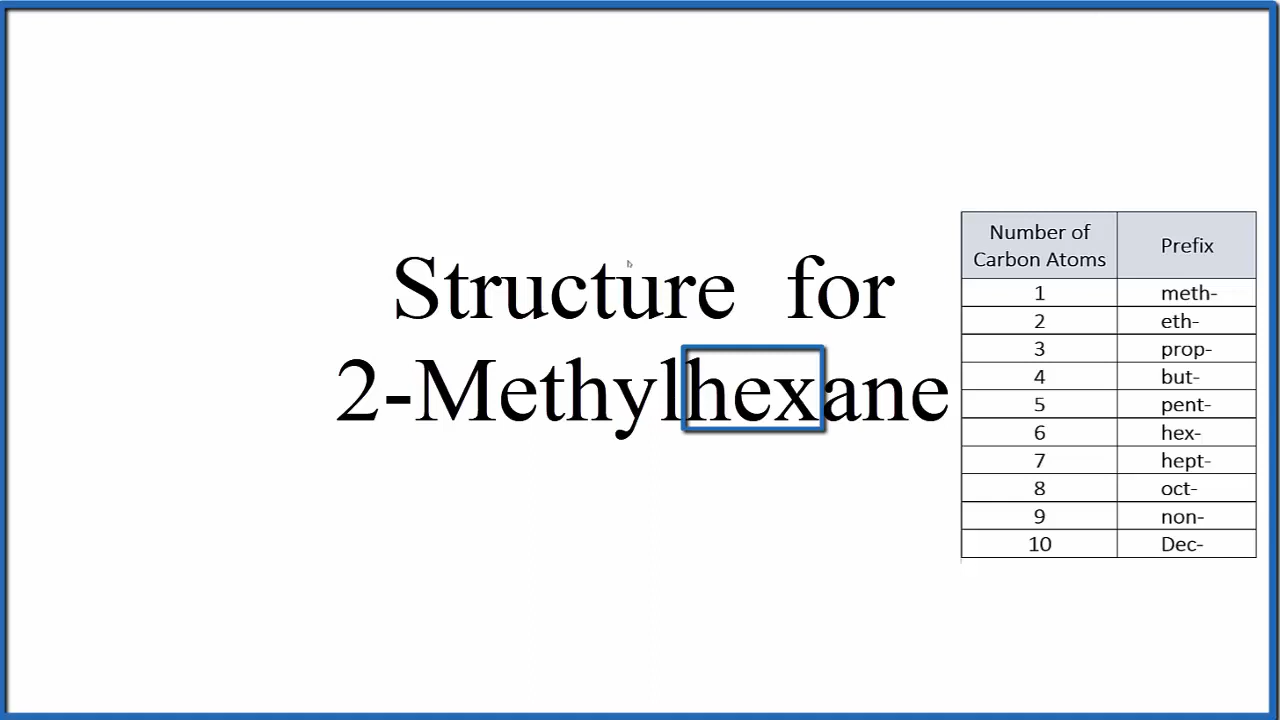 Structure for
2-Methylhexane
Number of Carbon Atoms Prefix
1 meth-
2 eth-
3 prop-
4 but-
5 pent-
6 hex-
7 hept-
8 oct-
9 non-
10 Dec-